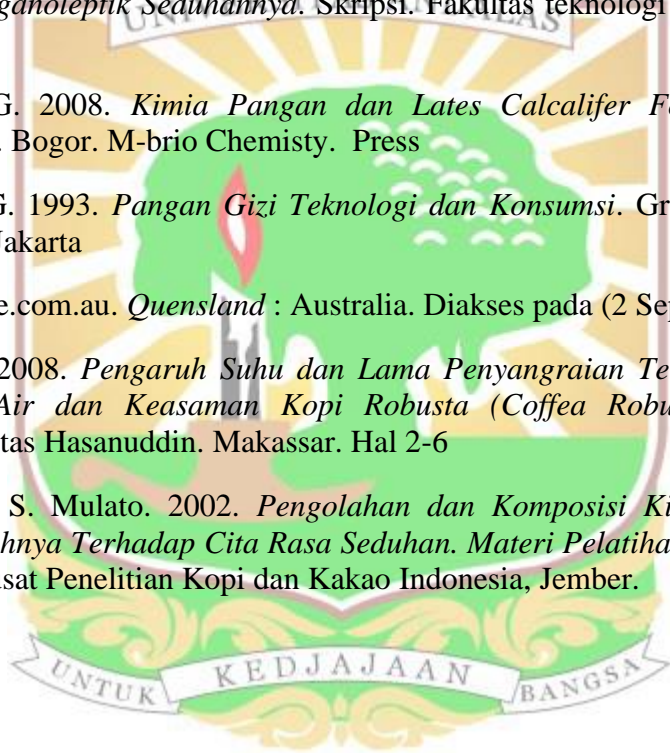 ganoleptik Seduhannya. Skripsi. Fakultas teknologi
G. 2008. Kimia Pangan dan Lates Calcalifer F
. Bogor. M-brio Chemisty. Press
G. 1993. Pangan Gizi Teknologi dan Konsumsi. Gr
Jakarta
e.com.au. Quensland : Australia. Diakses pada (2 Sep
2008. Pengaruh Suhu dan Lama Penyangraian Te
Air dan Keasaman Kopi Robusta (Coffea Robu
tas Hasanuddin. Makassar. Hal 2-6
S. Mulato. 2002. Pengolahan dan Komposisi Ki
hnya Terhadap Cita Rasa Seduhan. Materi Pelatiha
usat Penelitian Kopi dan Kakao Indonesia, Jember.
UNTUK KEDJAJAAN BANGSA